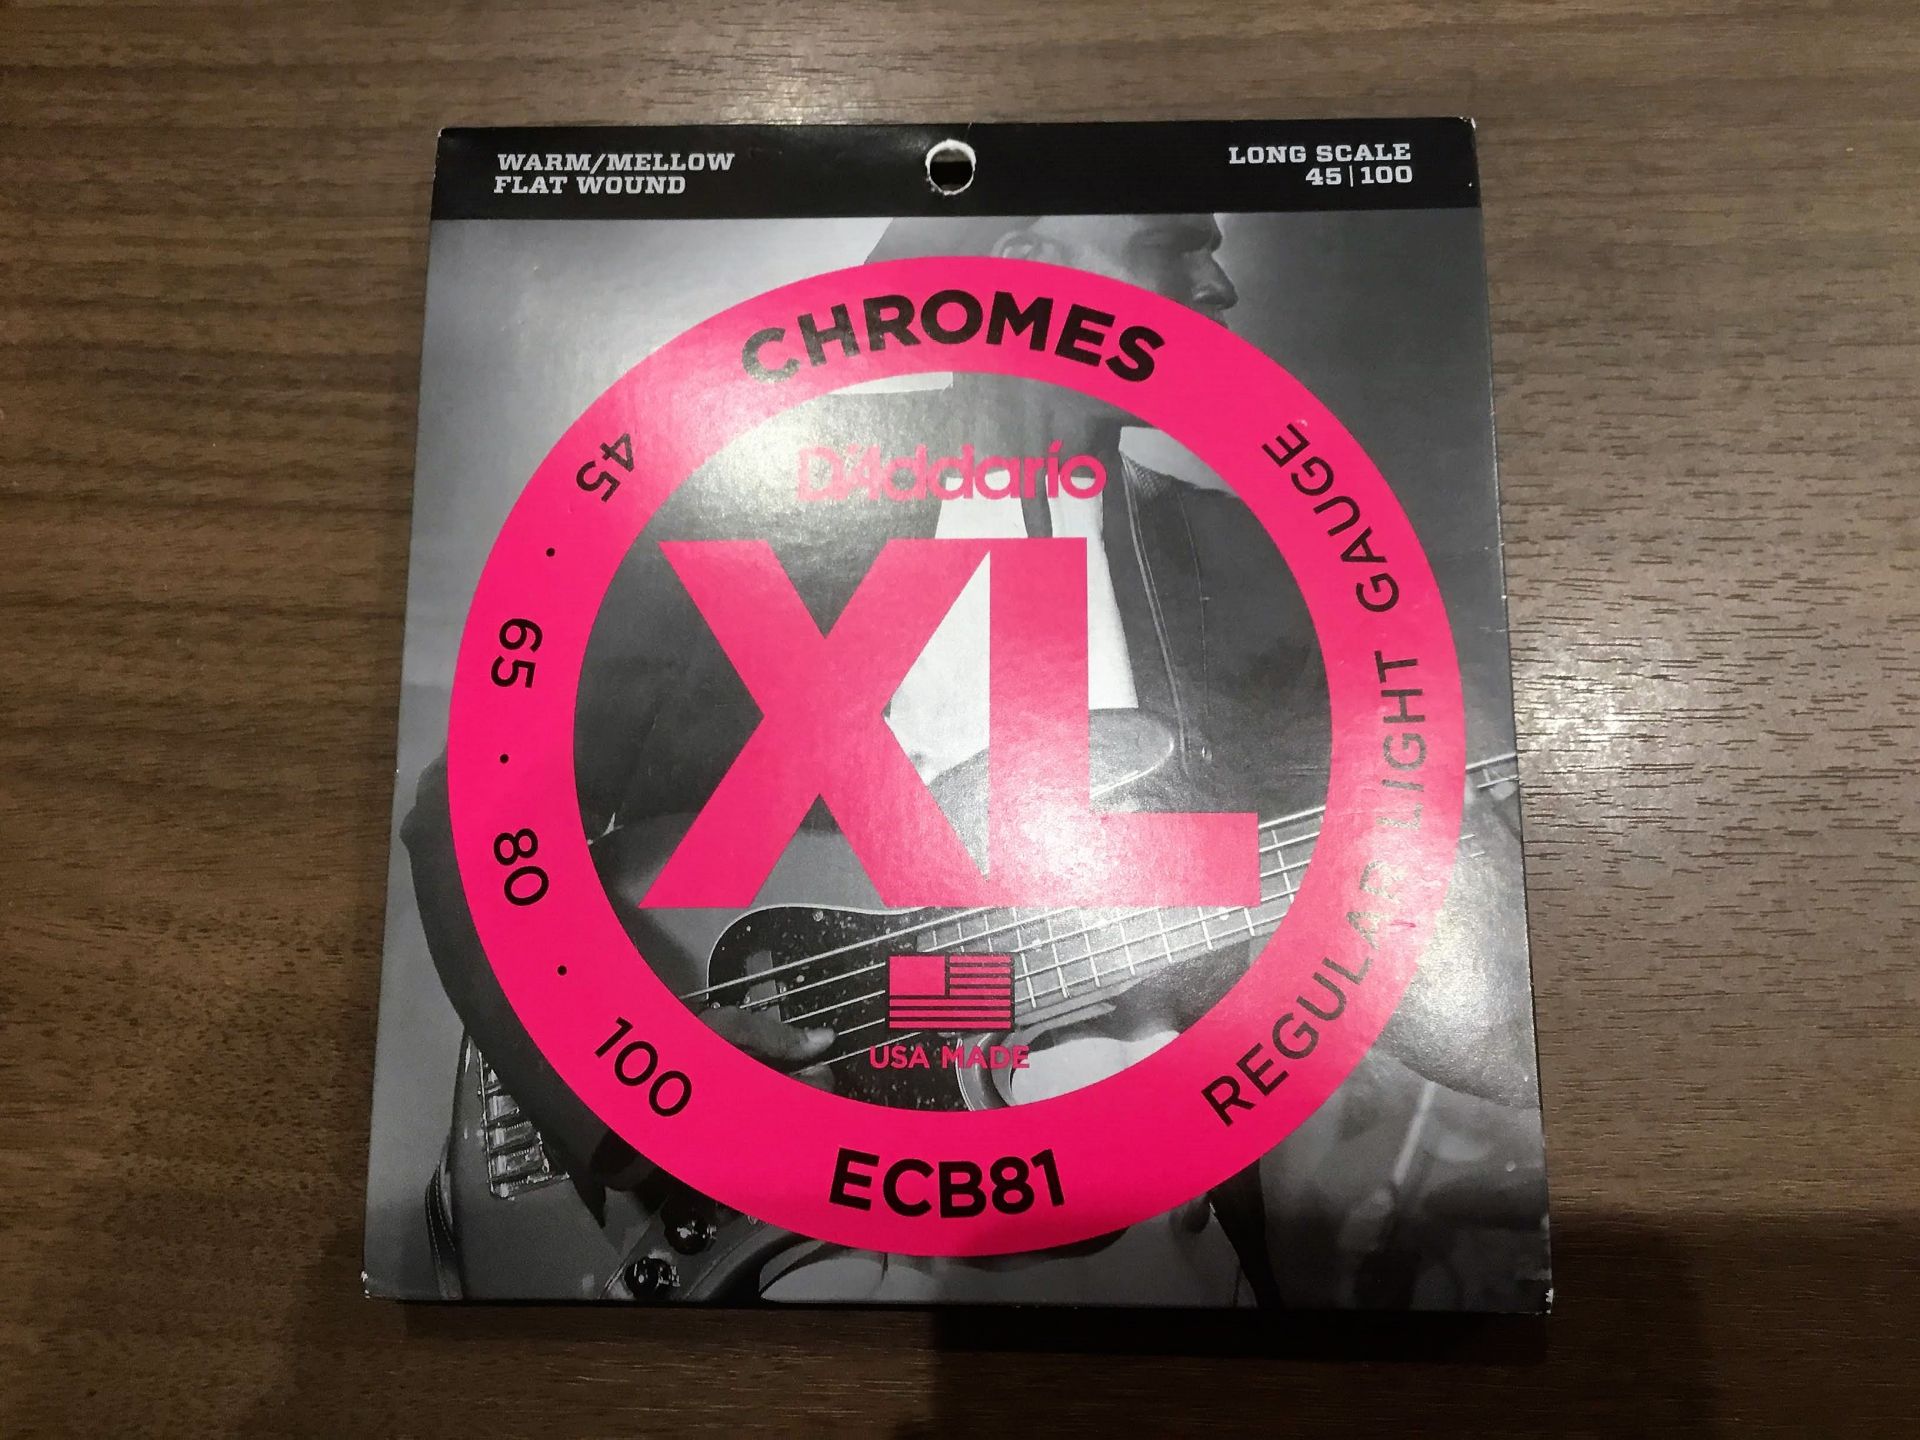 WARM/MELLOW
FLAT WOUND
LONG SCALE
45|100
CHROMES
45 · 65 · 80 · 100
REGULAR LIGHT GAUGE
D'Addario
XL
USA MADE
ECB81